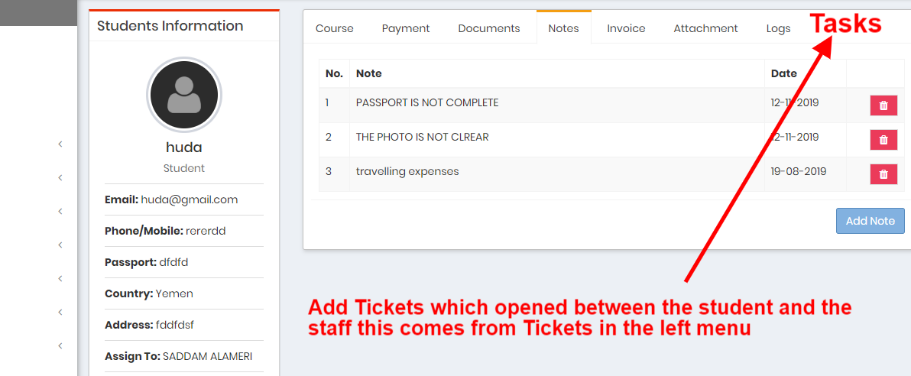 Students Information
huda
Student
Email: huda@gmail.com
Phone/Mobile: rererdd
Passport: dfdfd
Country: Yemen
Address: fddfdsf
Assign To: SADDAM ALAMERI
Course Payment Documents Notes Invoice Attachment Logs Tasks
No. Note Date
1 PASSPORT IS NOT COMPLETE 12-11-2019
2 THE PHOTO IS NOT CLREAR 12-11-2019
3 travelling expenses 19-08-2019
Add Note
Add Tickets which opened between the student and the
staff this comes from Tickets in the left menu